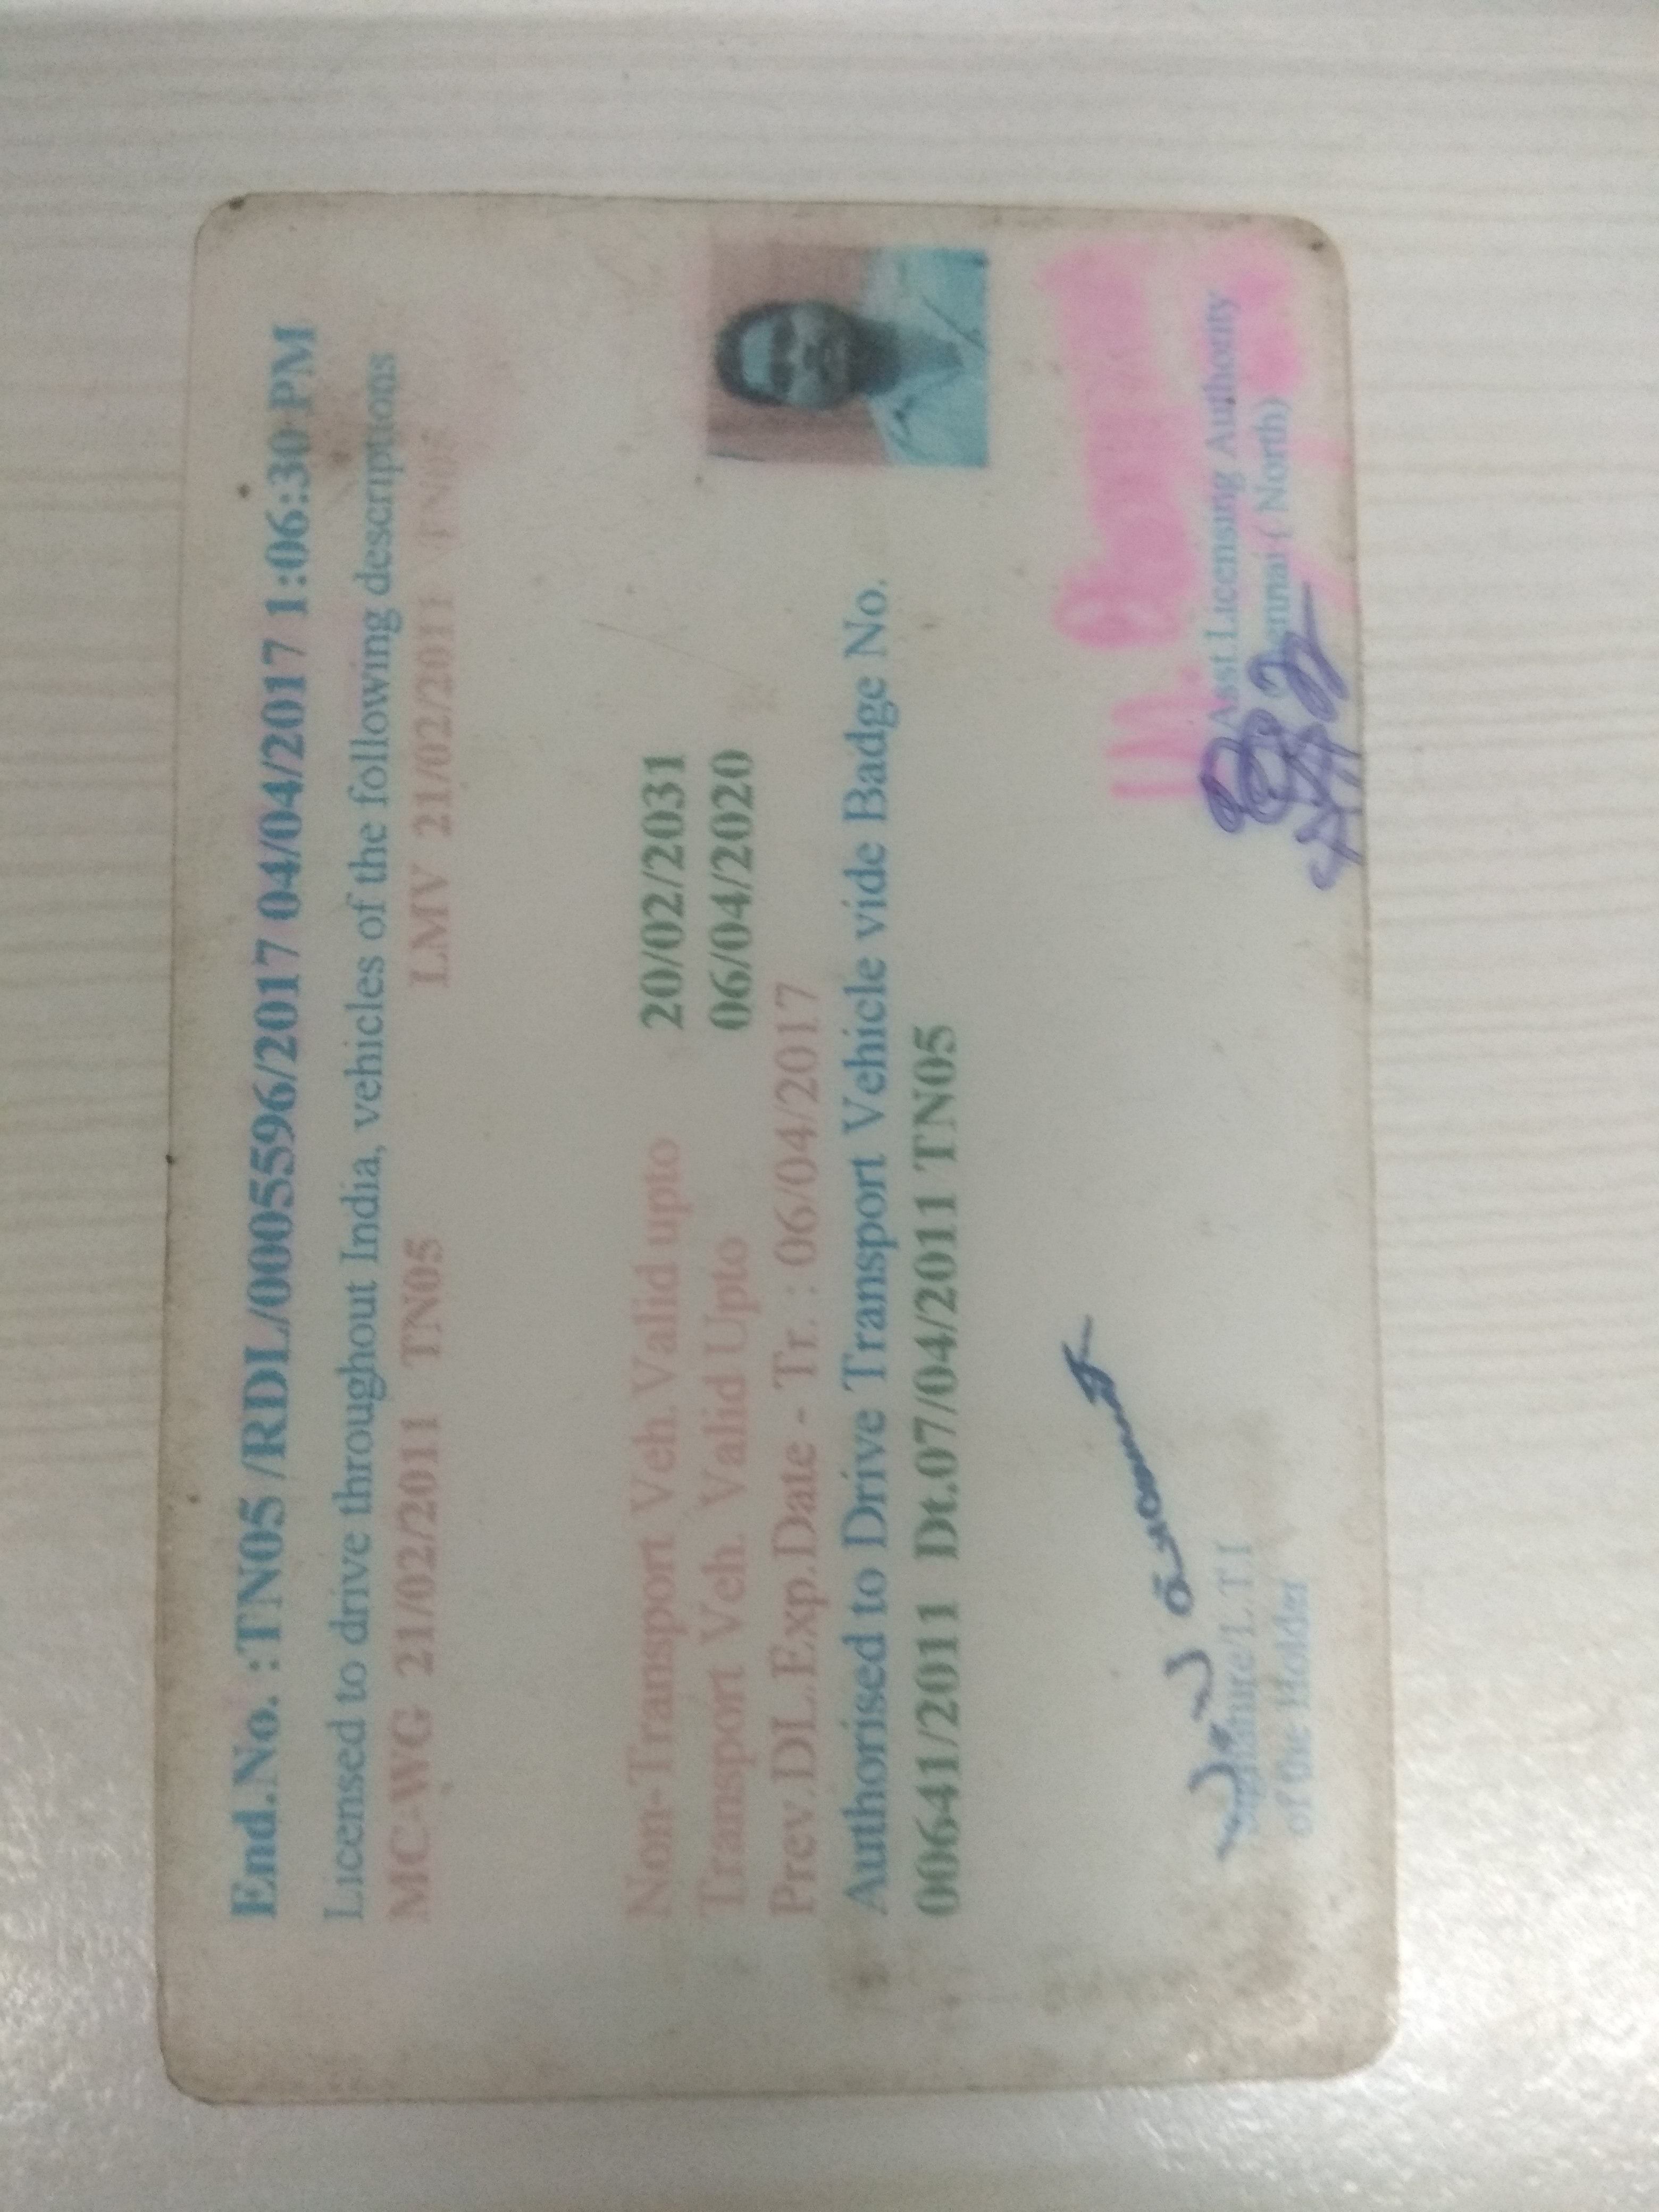 End.No. :TN05 /RDL/0005596/2017 04/04/2017 1:06:30 PM
Licensed to drive throughout India, vehicles of the following descriptions
MC-WG 21/02/2011 TN05 LMV 21/02/2011 TN05
Non-Transport Veh.Valid upto 20/02/2031
Transport Veh. Valid Upto 06/04/2020
Prev.DL.Exp.Date - Tr. : 06/04/2017
Authorised to Drive Transport Vehicle vide Badge No.
00641/2011 Dt.07/04/2011 TN05
Signature/L.T.I
of the Holder
Asst Licensing Authority
(North)